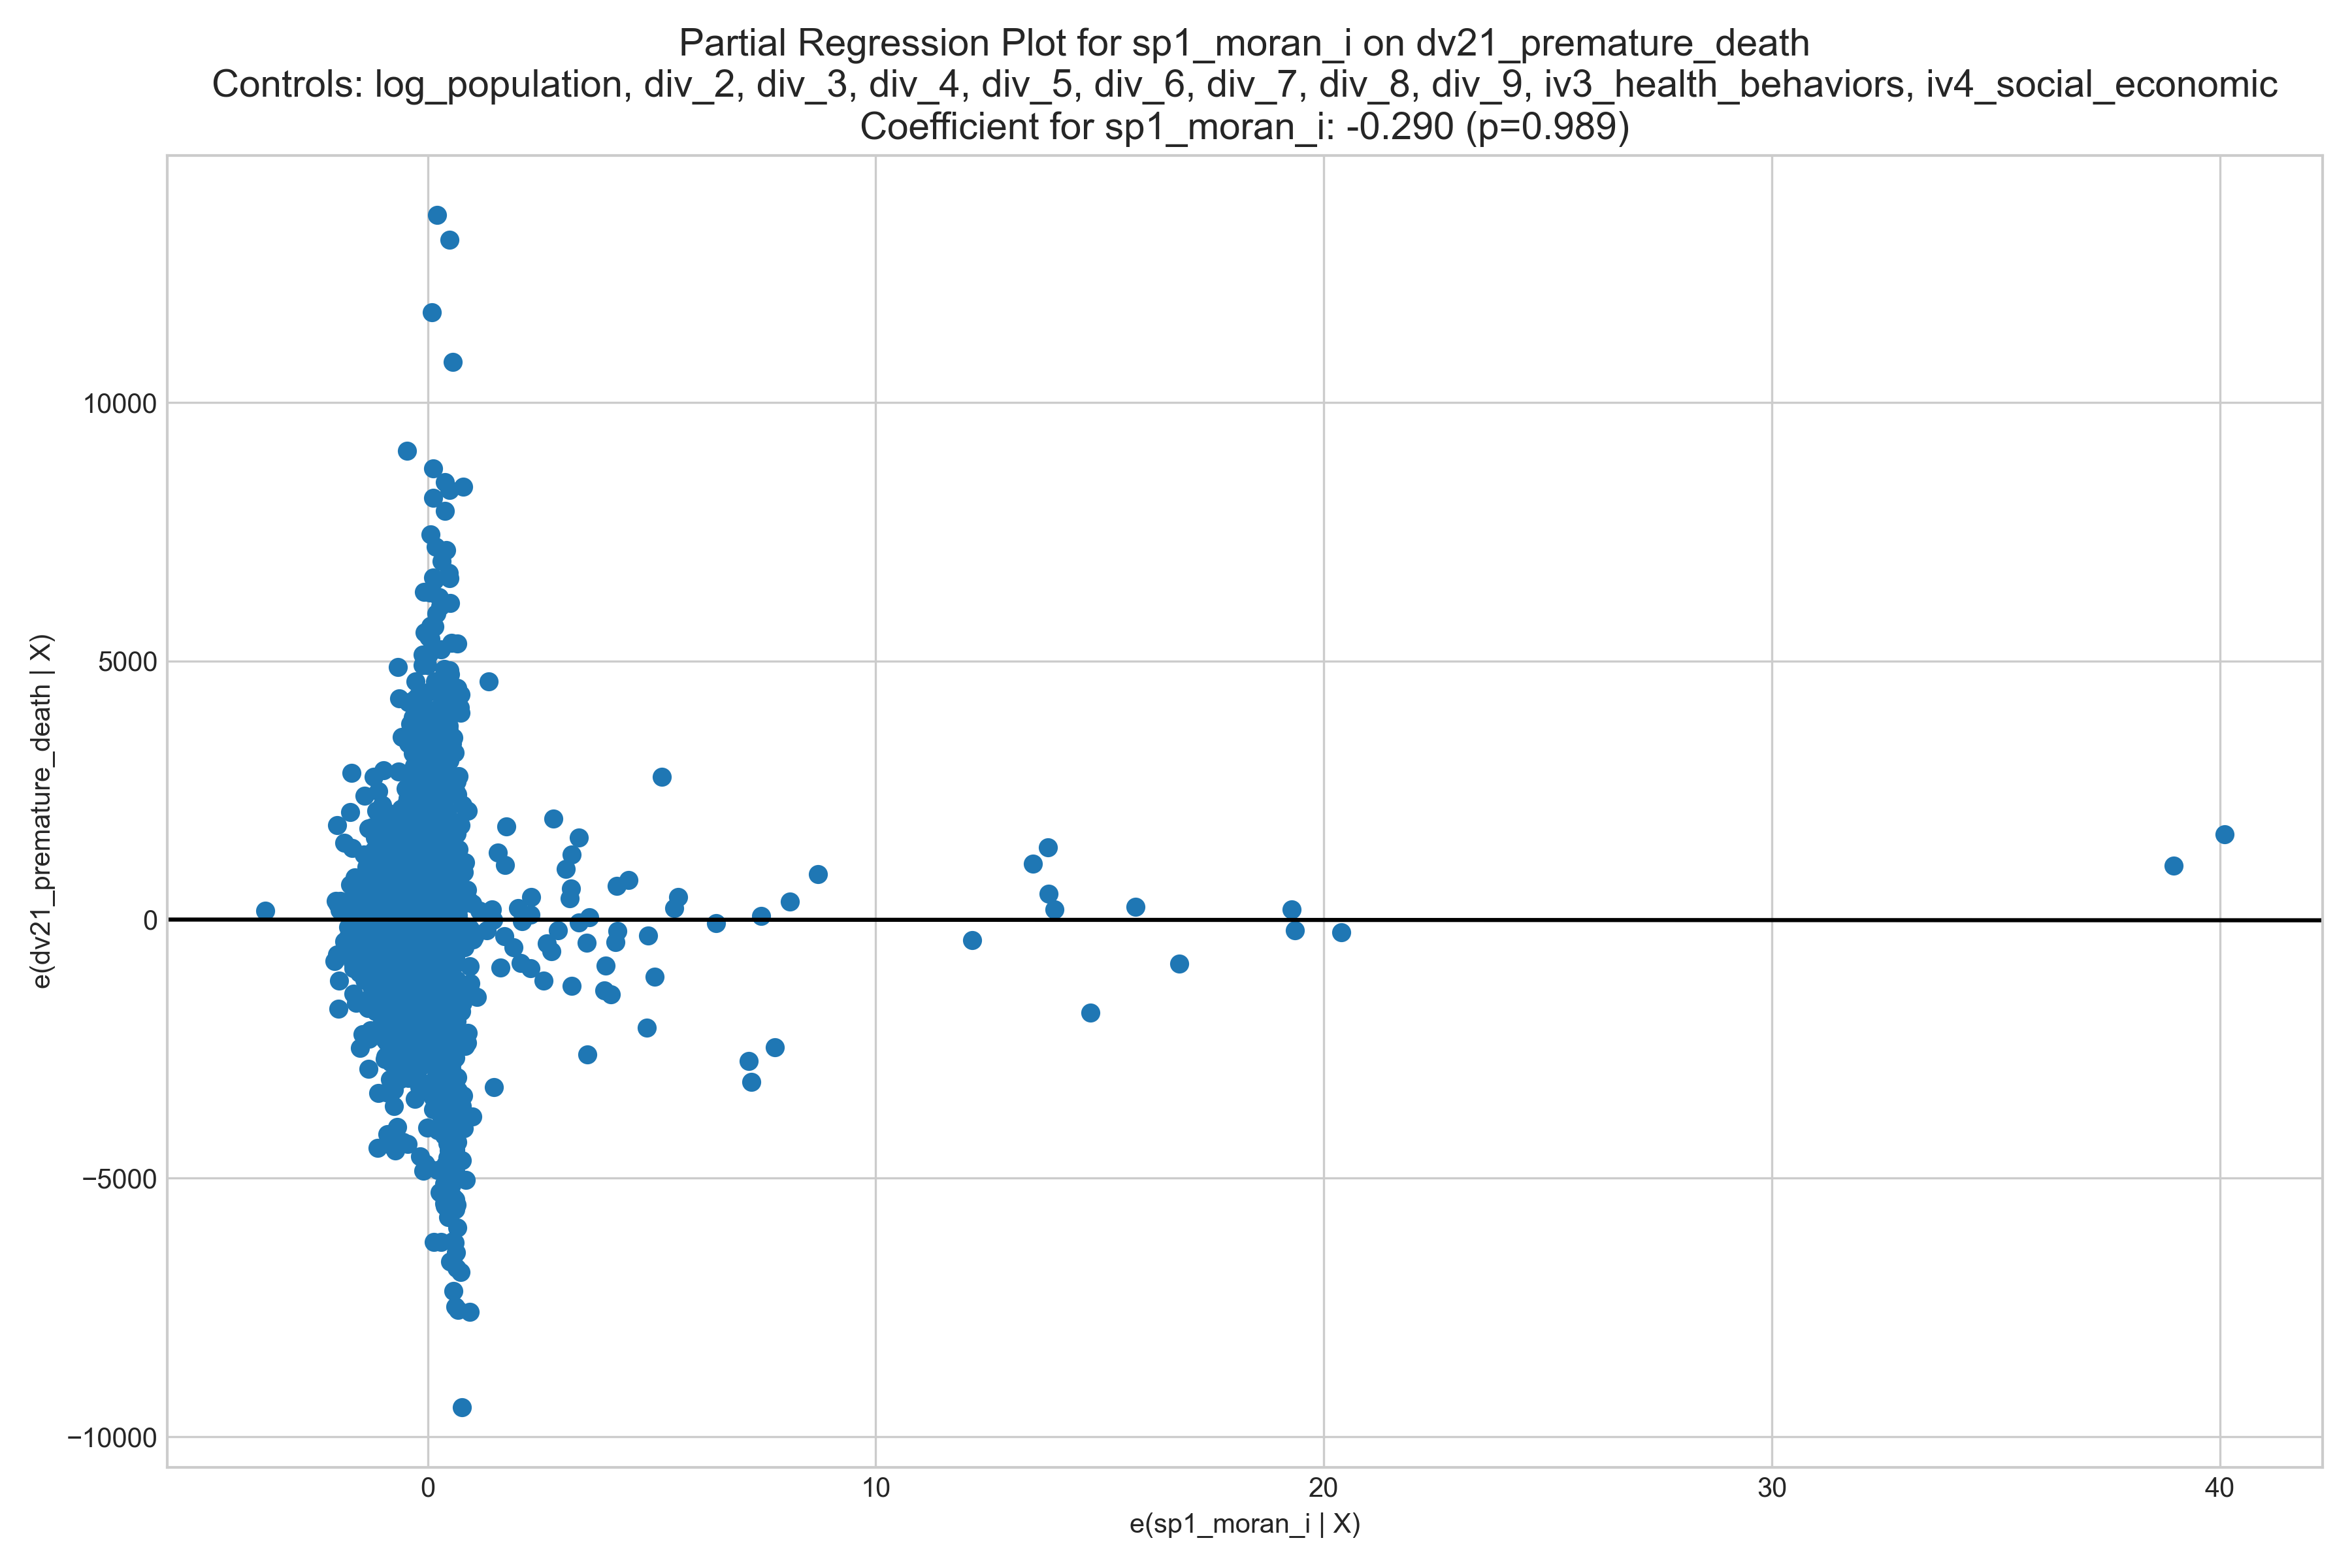 Partial Regression Plot for sp1_moran_i on dv21_premature_death
Controls: log_population, div_2, div_3, div_4, div_5, div_6, div_7, div_8, div_9, iv3_health_behaviors, iv4_social_economic
Coefficient for sp1_moran_i: -0.290 (p=0.989)
10000
5000
0
−5000
−10000
e(dv21_premature_death | X)
0
10
20
30
40
e(sp1_moran_i | X)